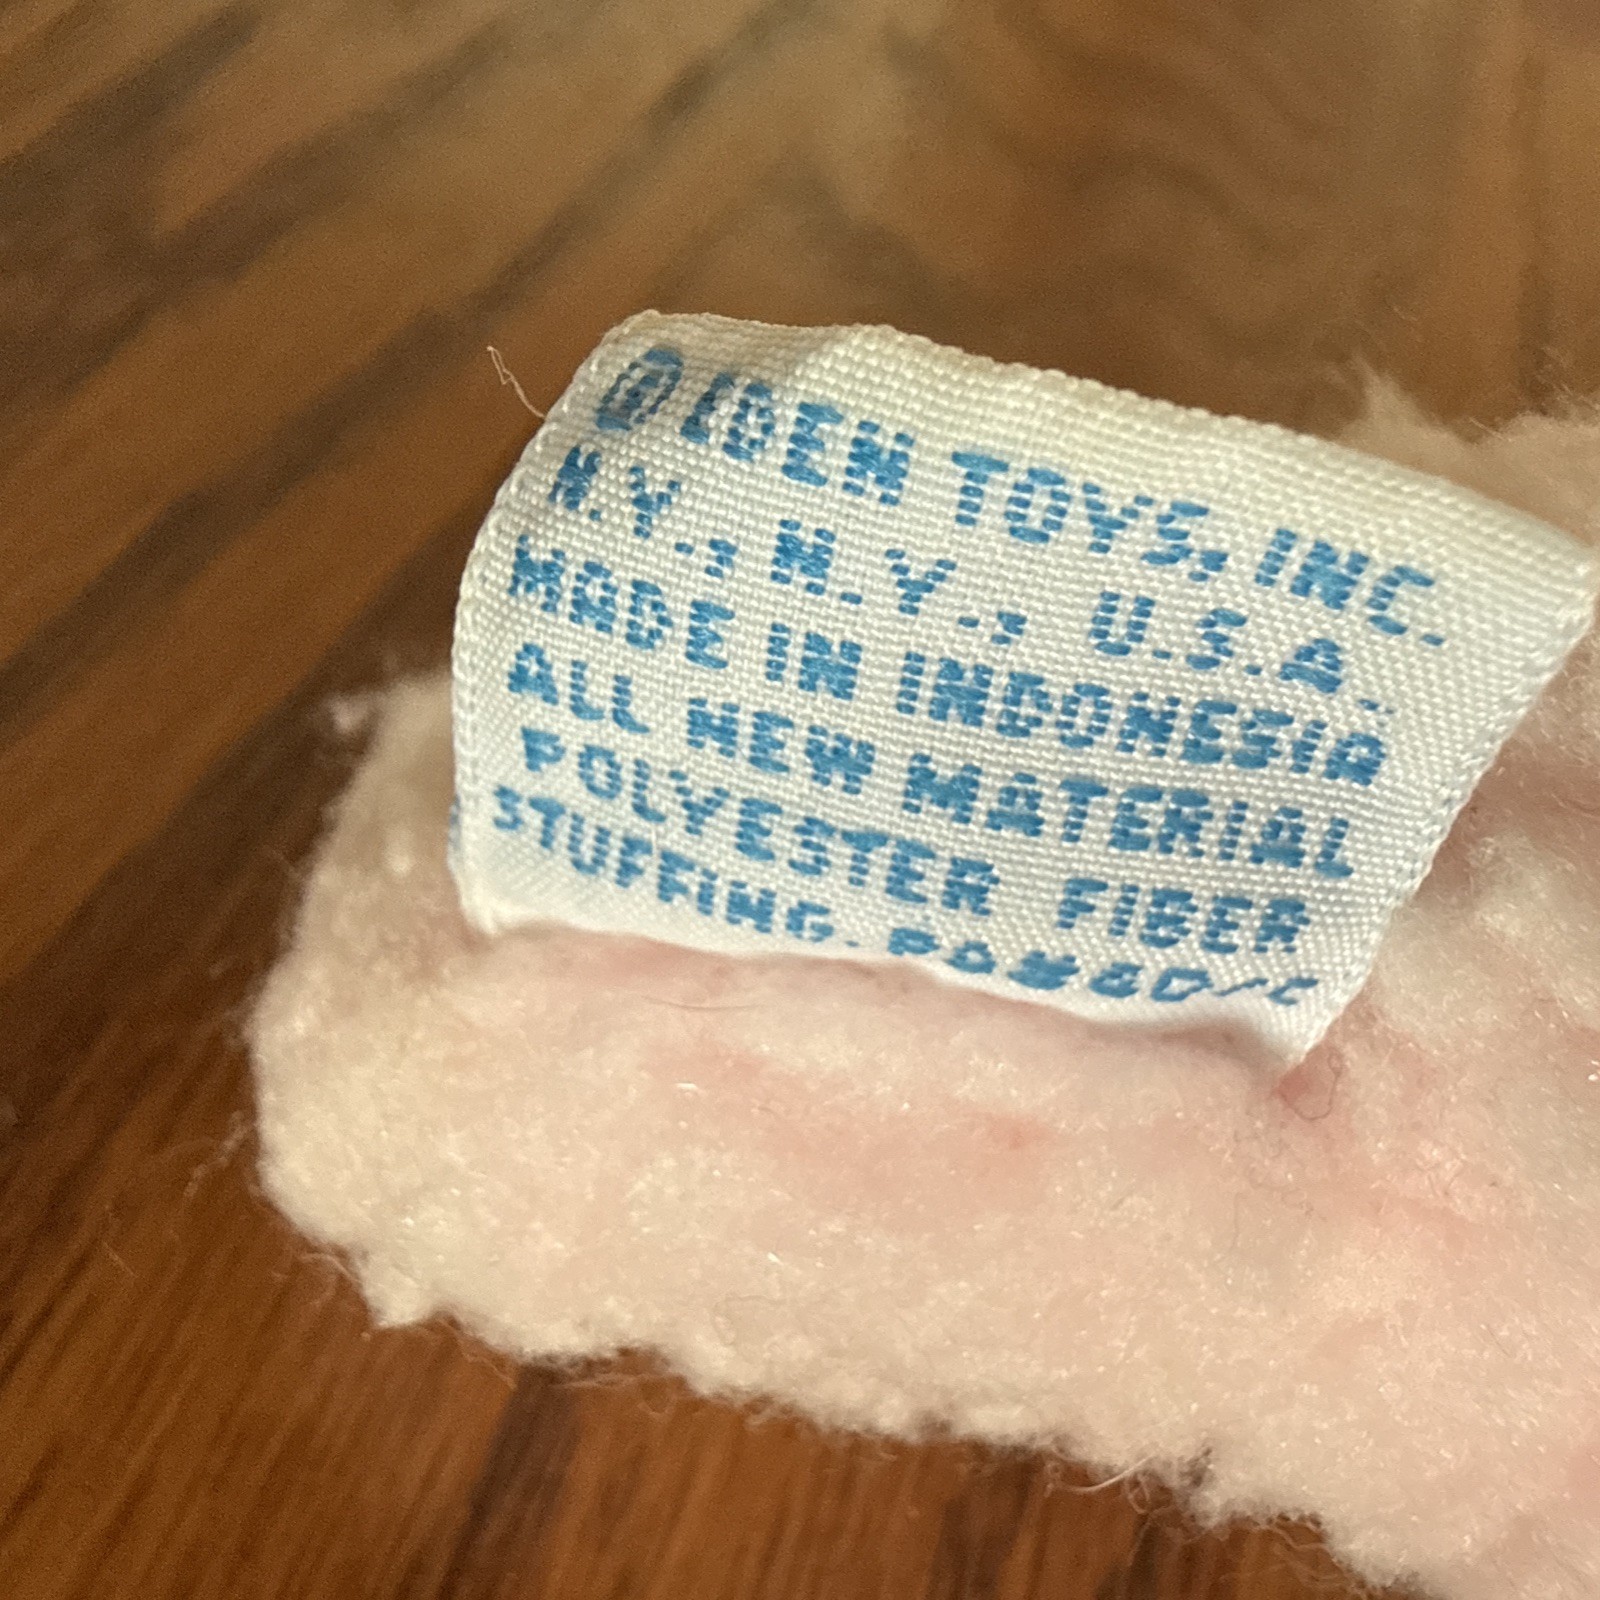 ® EDEN TOYS, INC.
N.Y., N.Y., U.S.A.
MADE IN INDONESIA
ALL NEW MATERIAL
POLYESTER FIBER
STUFFING.